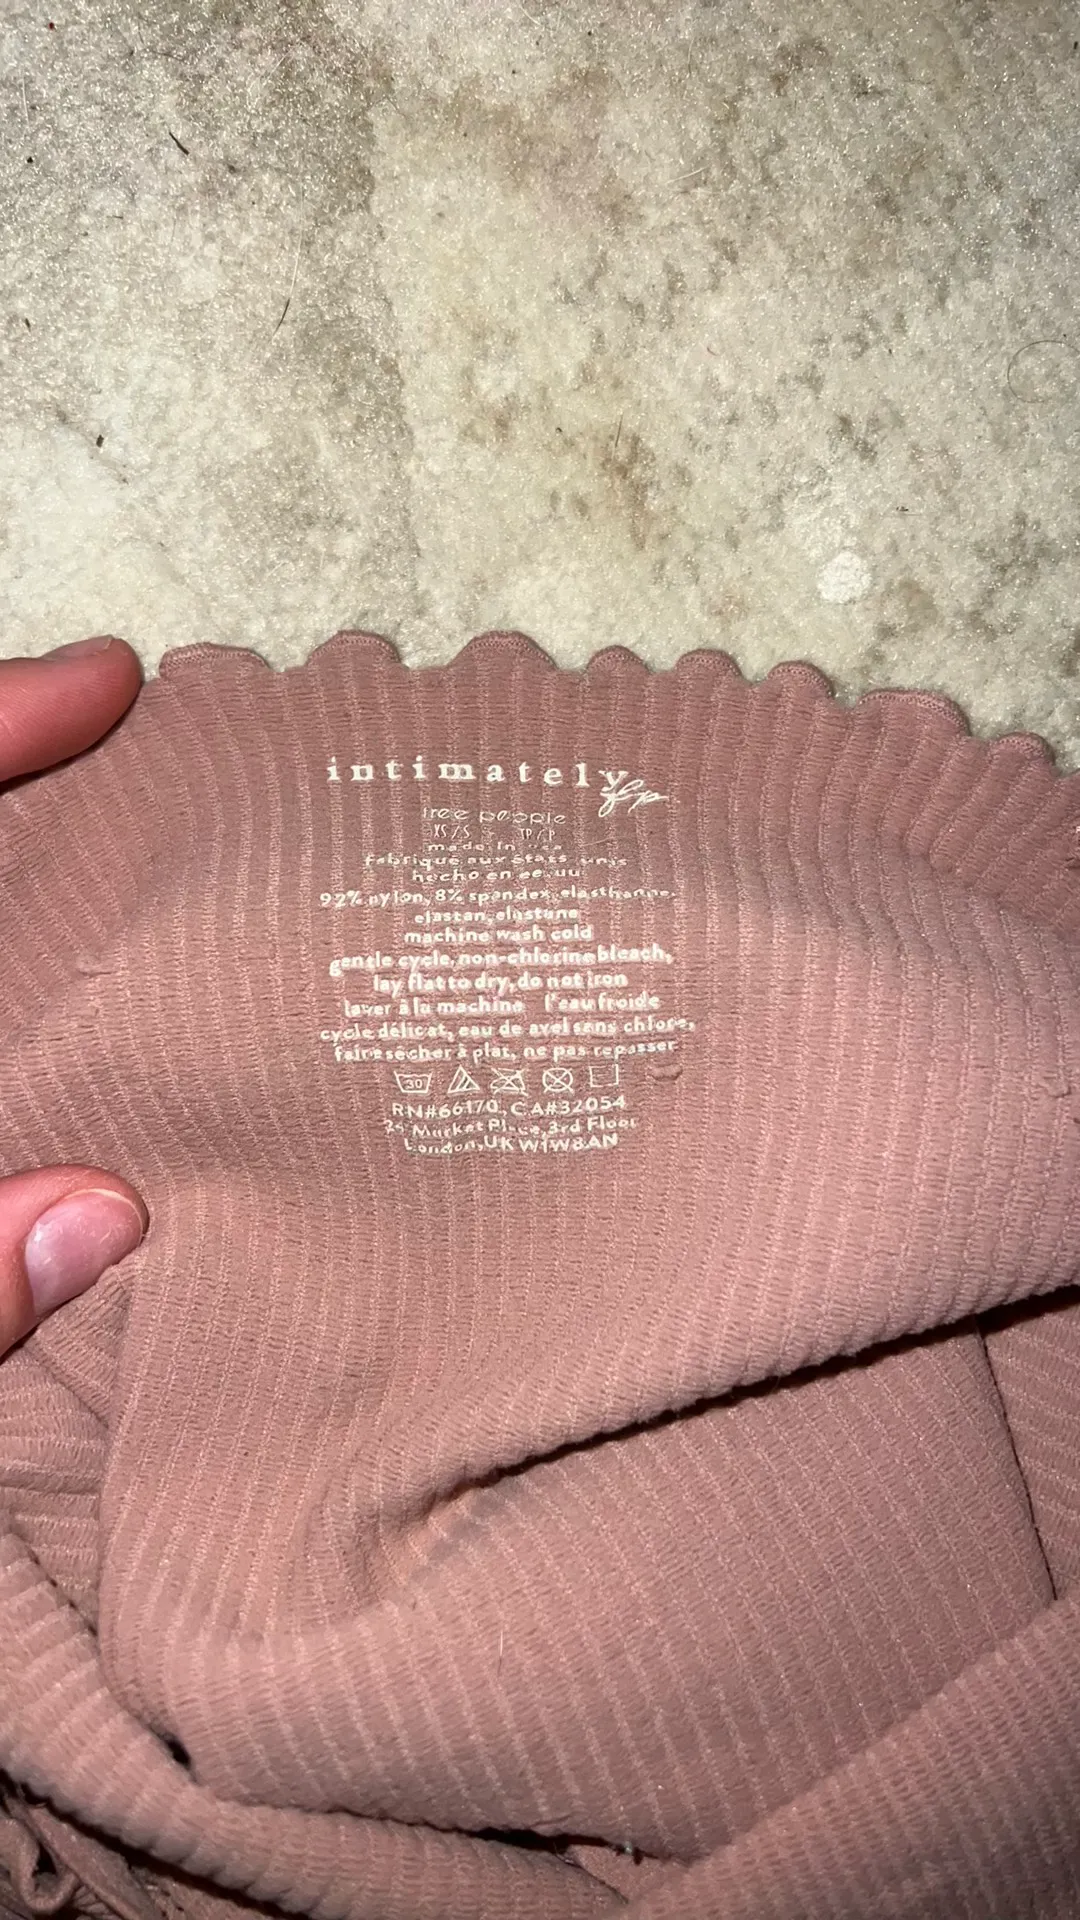 intimately fp
free people
XS/S TP/P
made in usa
fabriqué aux états unis
hecho en ee.uu
92% nylon, 8% spandex, elasthanne,
elastan, elastane
machine wash cold
gentle cycle, non-chlorine bleach,
lay flat to dry, do not iron
laver à la machine l'eau froide
cycle délicat, eau de avel sans chlore,
faire secher à plat, ne pas repasser
30
RN#66170, CA#32054
Market Place, 3rd Floor
London, UK W1W8AN